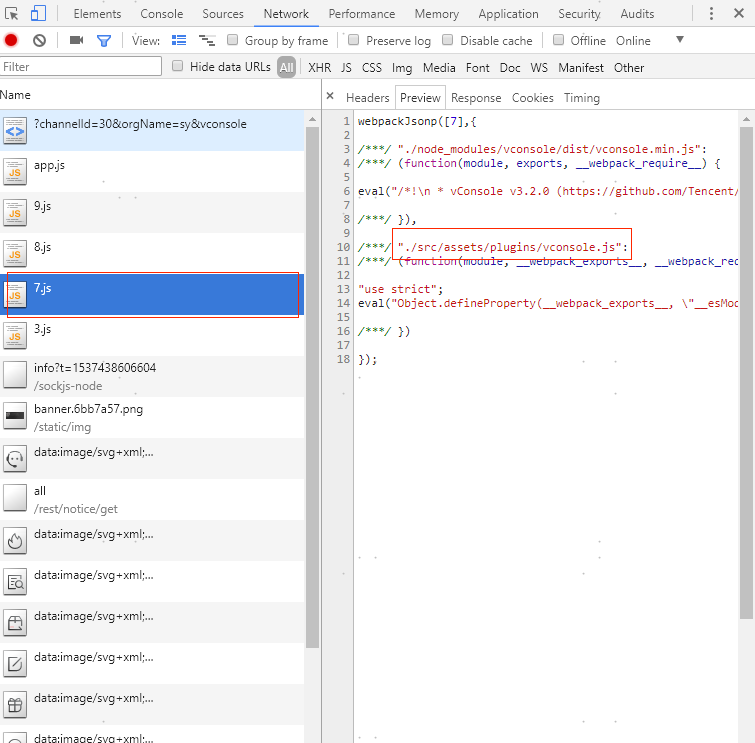 Elements Console Sources Network Performance Memory Application Security Audits
View: Group by frame Preserve log Disable cache Offline Online
Filter Hide data URLs All XHR JS CSS Img Media Font Doc WS Manifest Other
Name
?channelId=30&orgName=sy&vconsole
JS app.js
JS 9.js
JS 8.js
JS 7.js
JS 3.js
info?t=1537438606604
/sockjs-node
banner.6bb7a57.png
/static/img
data:image/svg+xml;...
all
/rest/notice/get
data:image/svg+xml;...
data:image/svg+xml;...
data:image/svg+xml;...
data:image/svg+xml;...
data:image/svg+xml;...
data:image/svg+xml;...
Headers Preview Response Cookies Timing
1 webpackJsonp([7],{
2
3 /***/ "./node_modules/vconsole/dist/vconsole.min.js":
4 /***/ (function(module, exports, __webpack_require__) {
5
6 eval("/*!\n * vConsole v3.2.0 (https://github.com/Tencent/
7
8 /***/ }),
9
10 /***/ "./src/assets/plugins/vconsole.js":
11 /***/ (function(module, __webpack_exports__, __webpack_req
12
13 "use strict";
14 eval("Object.defineProperty(__webpack_exports__, \"__esMod
15
16 /***/ })
17
18 });